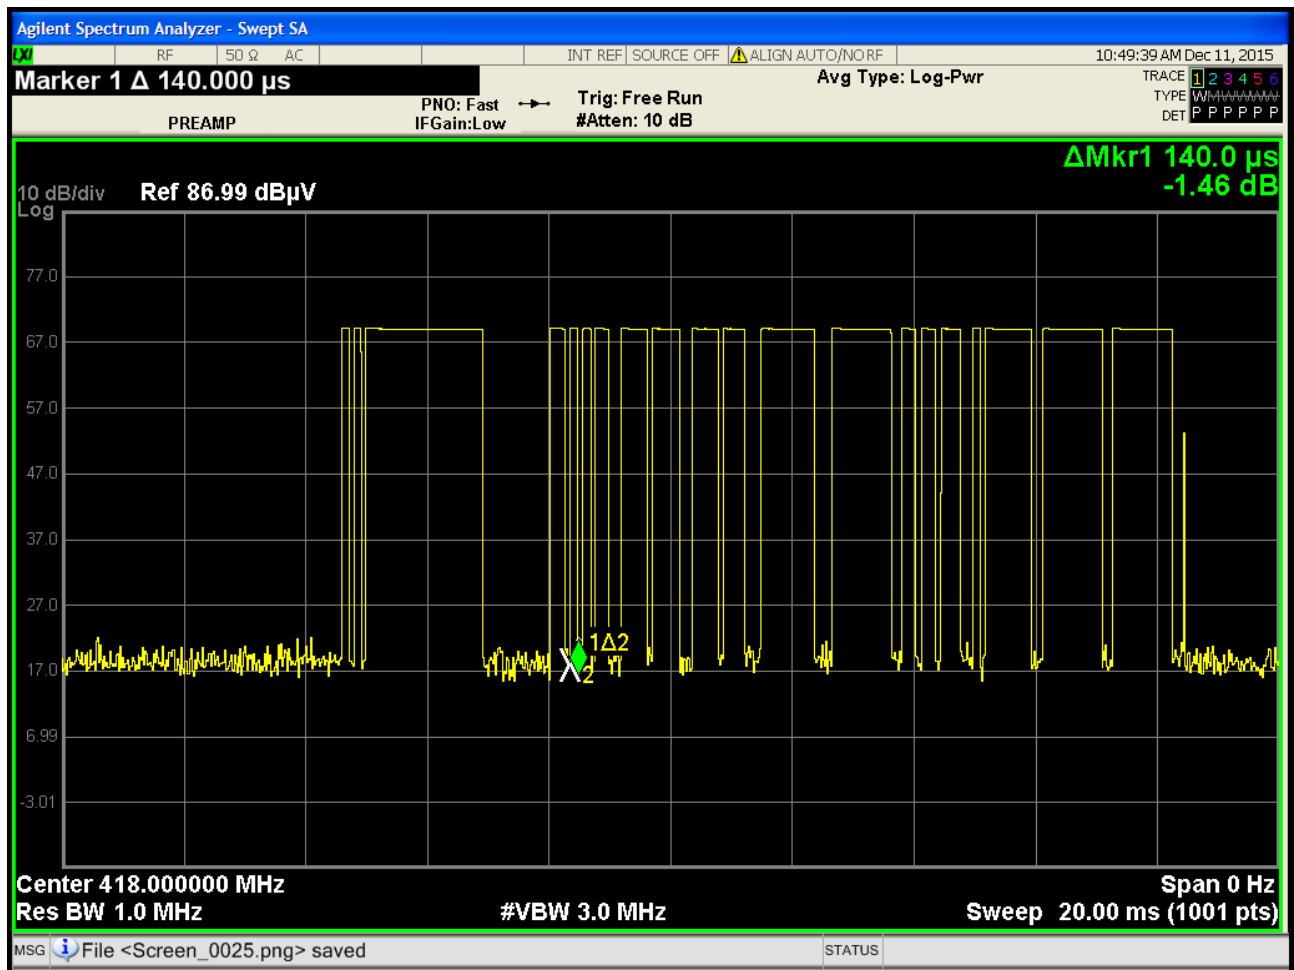 Agilent Spectrum Analyzer - Swept SA
LXI RF 50 Ω AC INT REF SOURCE OFF ALIGN AUTO/NO RF 10:49:39 AM Dec 11, 2015
Marker 1 Δ 140.000 µs
PREAMP
PNO: Fast
IFGain:Low
Trig: Free Run
#Atten: 10 dB
Avg Type: Log-Pwr
TRACE 1 2 3 4 5 6
TYPE WMWWWWW
DET P P P P P P
ΔMkr1 140.0 µs
-1.46 dB
10 dB/div Ref 86.99 dBµV
Log
77.0
67.0
57.0
47.0
37.0
27.0
17.0
6.99
-3.01
1Δ2
X2
Center 418.000000 MHz Span 0 Hz
Res BW 1.0 MHz #VBW 3.0 MHz Sweep 20.00 ms (1001 pts)
MSG File <Screen_0025.png> saved STATUS